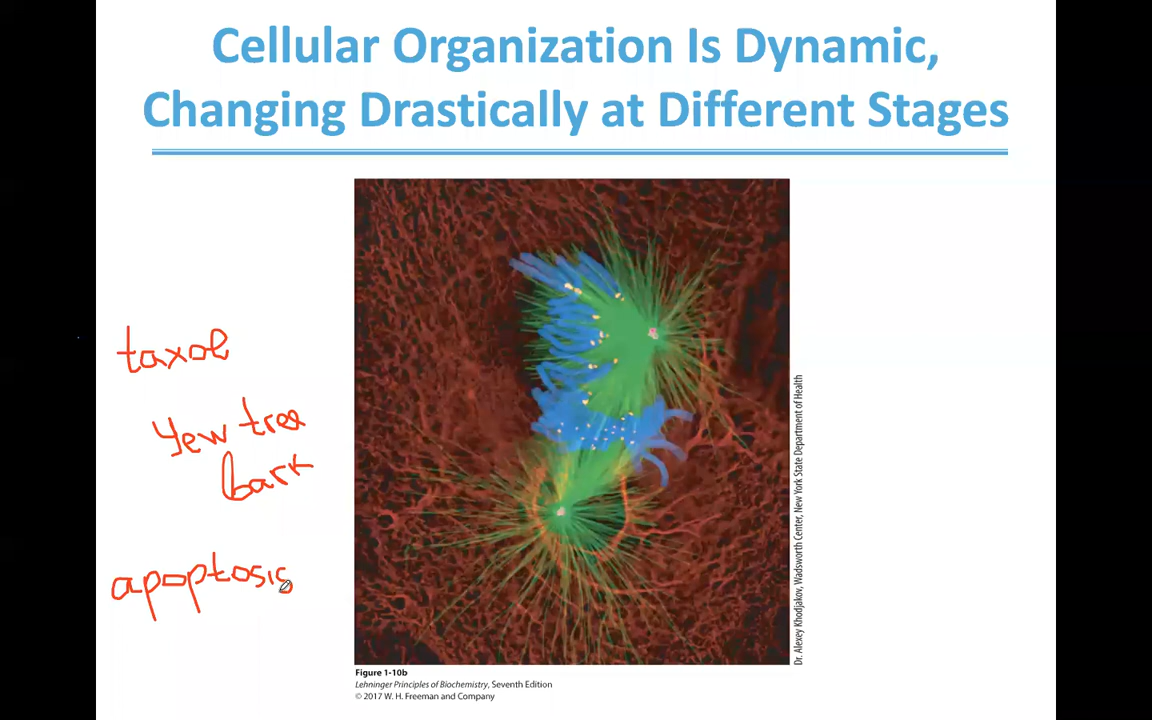 Cellular Organization Is Dynamic,
Changing Drastically at Different Stages
taxol
Yew tree
bark
apoptosis
Dr. Alexey Khodjakov, Wadsworth Center, New York State Department of Health
Figure 1-10b
Lehninger Principles of Biochemistry, Seventh Edition
© 2017 W. H. Freeman and Company